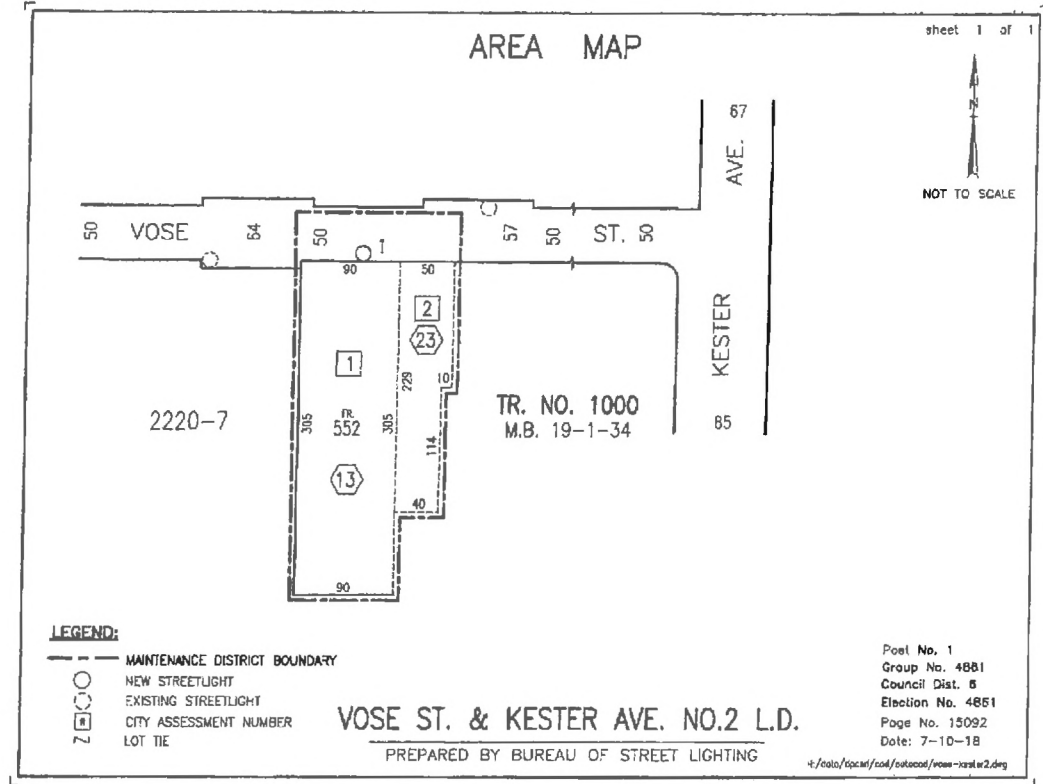 sheet 1 of 1
AREA MAP
N
NOT TO SCALE
67
AVE.
50 VOSE 64 50 57 50 ST. 50
1
90 50
2
23
KESTER
1
10
229
2220-7
305
FR.
552
305
114
TR. NO. 1000
M.B. 19-1-34
85
13
40
90
LEGEND:
MAINTENANCE DISTRICT BOUNDARY
NEW STREETLIGHT
EXISTING STREETLIGHT
CITY ASSESSMENT NUMBER
Z LOT TIE
VOSE ST. & KESTER AVE. NO.2 L.D.
PREPARED BY BUREAU OF STREET LIGHTING
Post No. 1
Group No. 4881
Council Dist. 6
Election No. 4851
Page No. 15092
Date: 7-10-18